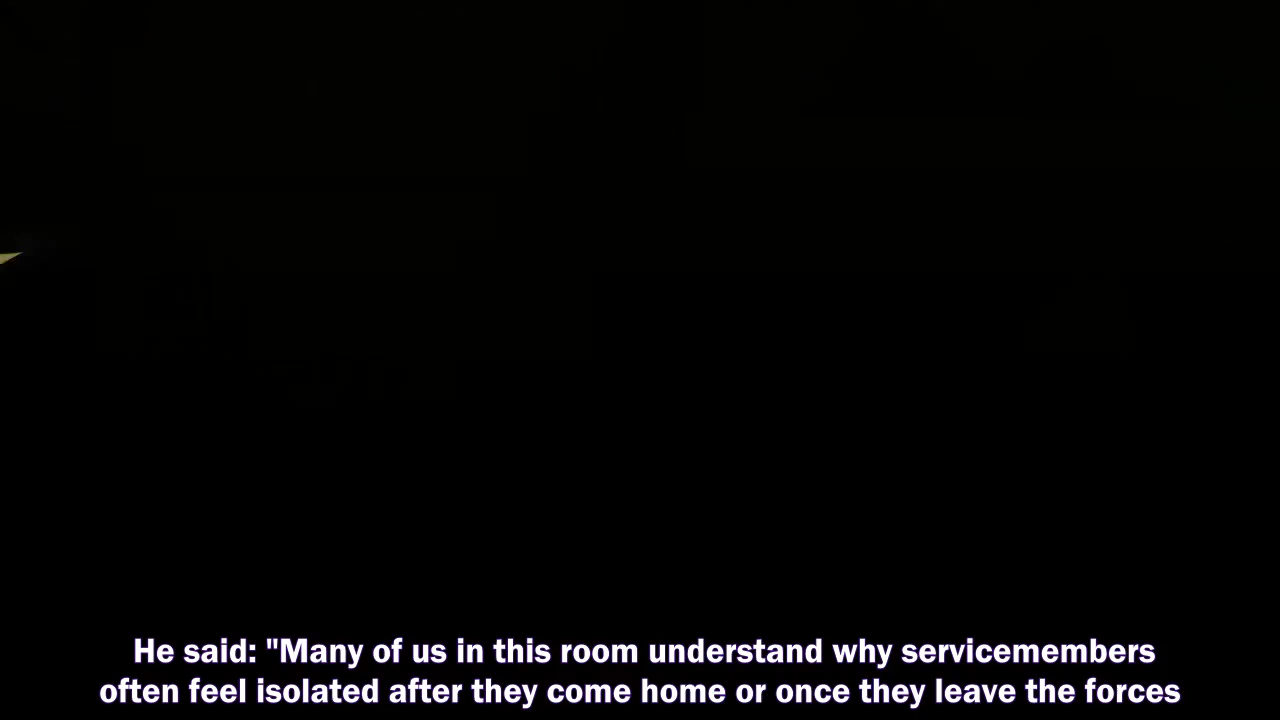 He said: "Many of us in this room understand why servicemembers
often feel isolated after they come home or once they leave the forces